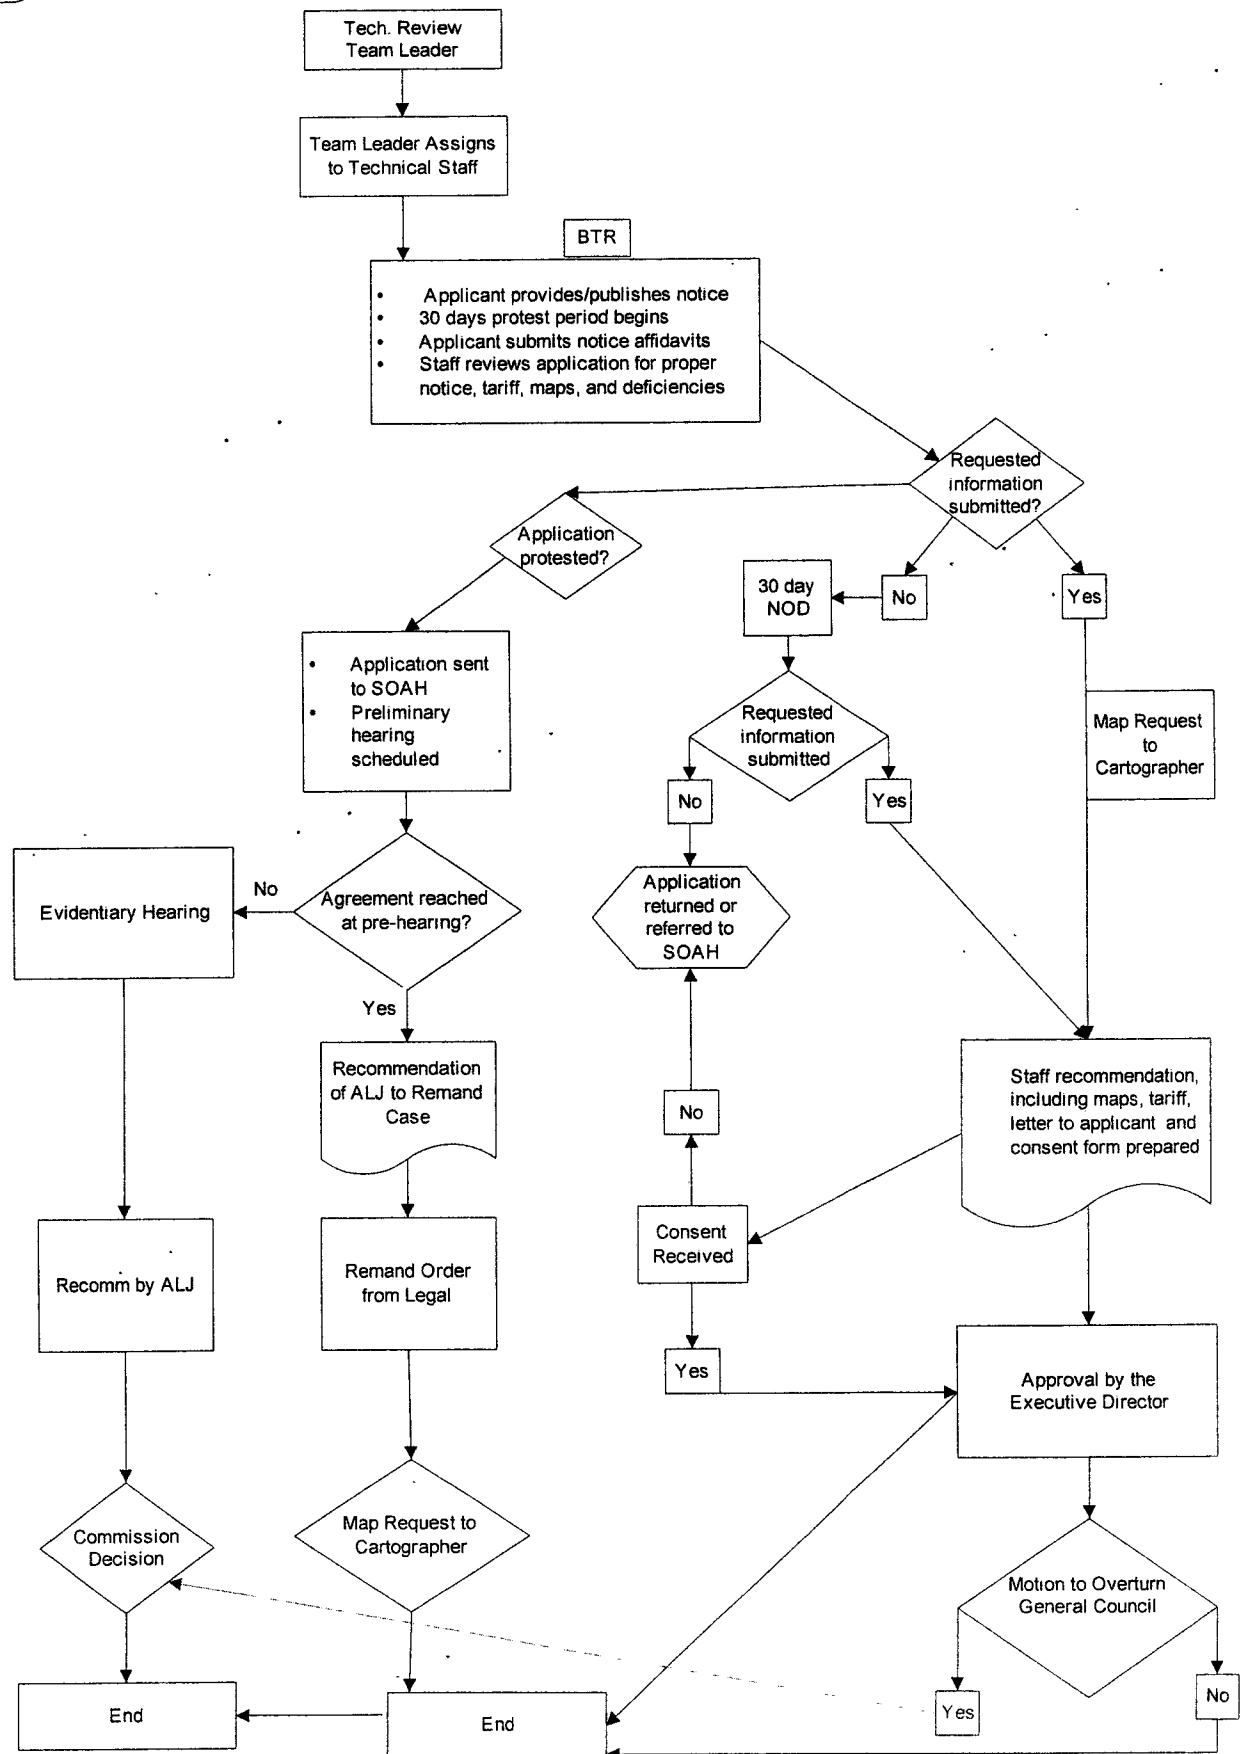 Tech. Review
Team Leader
Team Leader Assigns
to Technical Staff
BTR
• Applicant provides/publishes notice
• 30 days protest period begins
• Applicant submits notice affidavits
• Staff reviews application for proper
notice, tariff, maps, and deficiencies
Requested
information
submitted?
Application
protested?
30 day
NOD
No
Yes
• Application sent
to SOAH
• Preliminary
hearing
scheduled
Requested
information
submitted
Map Request
to
Cartographer
No
Yes
Evidentiary Hearing
No
Agreement reached
at pre-hearing?
Application
returned or
referred to
SOAH
Yes
Recommendation
of ALJ to Remand
Case
Staff recommendation,
including maps, tariff,
letter to applicant and
consent form prepared
No
Consent
Received
Recomm by ALJ
Remand Order
from Legal
Yes
Approval by the
Executive Director
Commission
Decision
Map Request to
Cartographer
Motion to Overturn
General Council
End
End
Yes
No